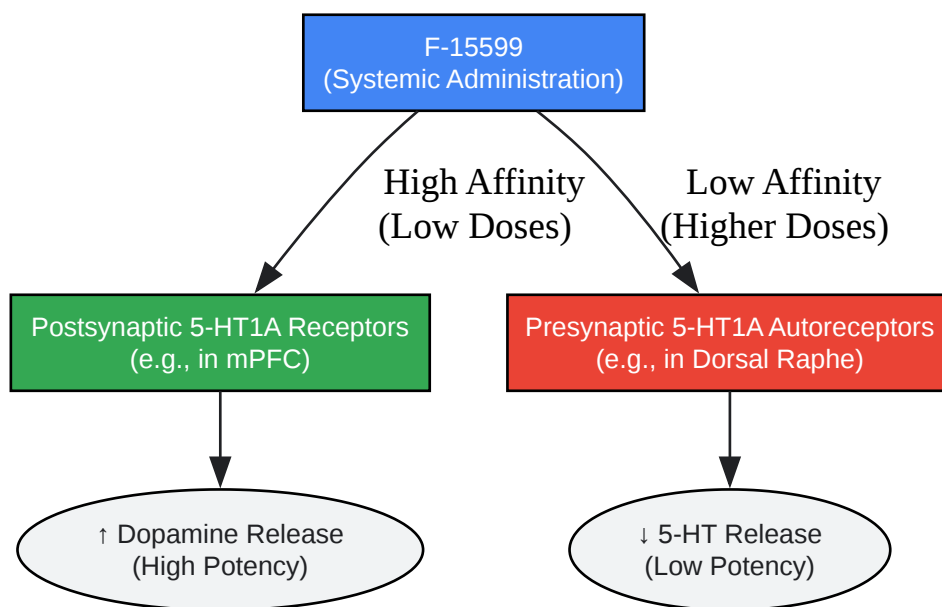 F-15599
(Systemic Administration)
High Affinity
(Low Doses)
Low Affinity
(Higher Doses)
Postsynaptic 5-HT1A Receptors
(e.g., in mPFC)
Presynaptic 5-HT1A Autoreceptors
(e.g., in Dorsal Raphe)
↑ Dopamine Release
(High Potency)
↓ 5-HT Release
(Low Potency)